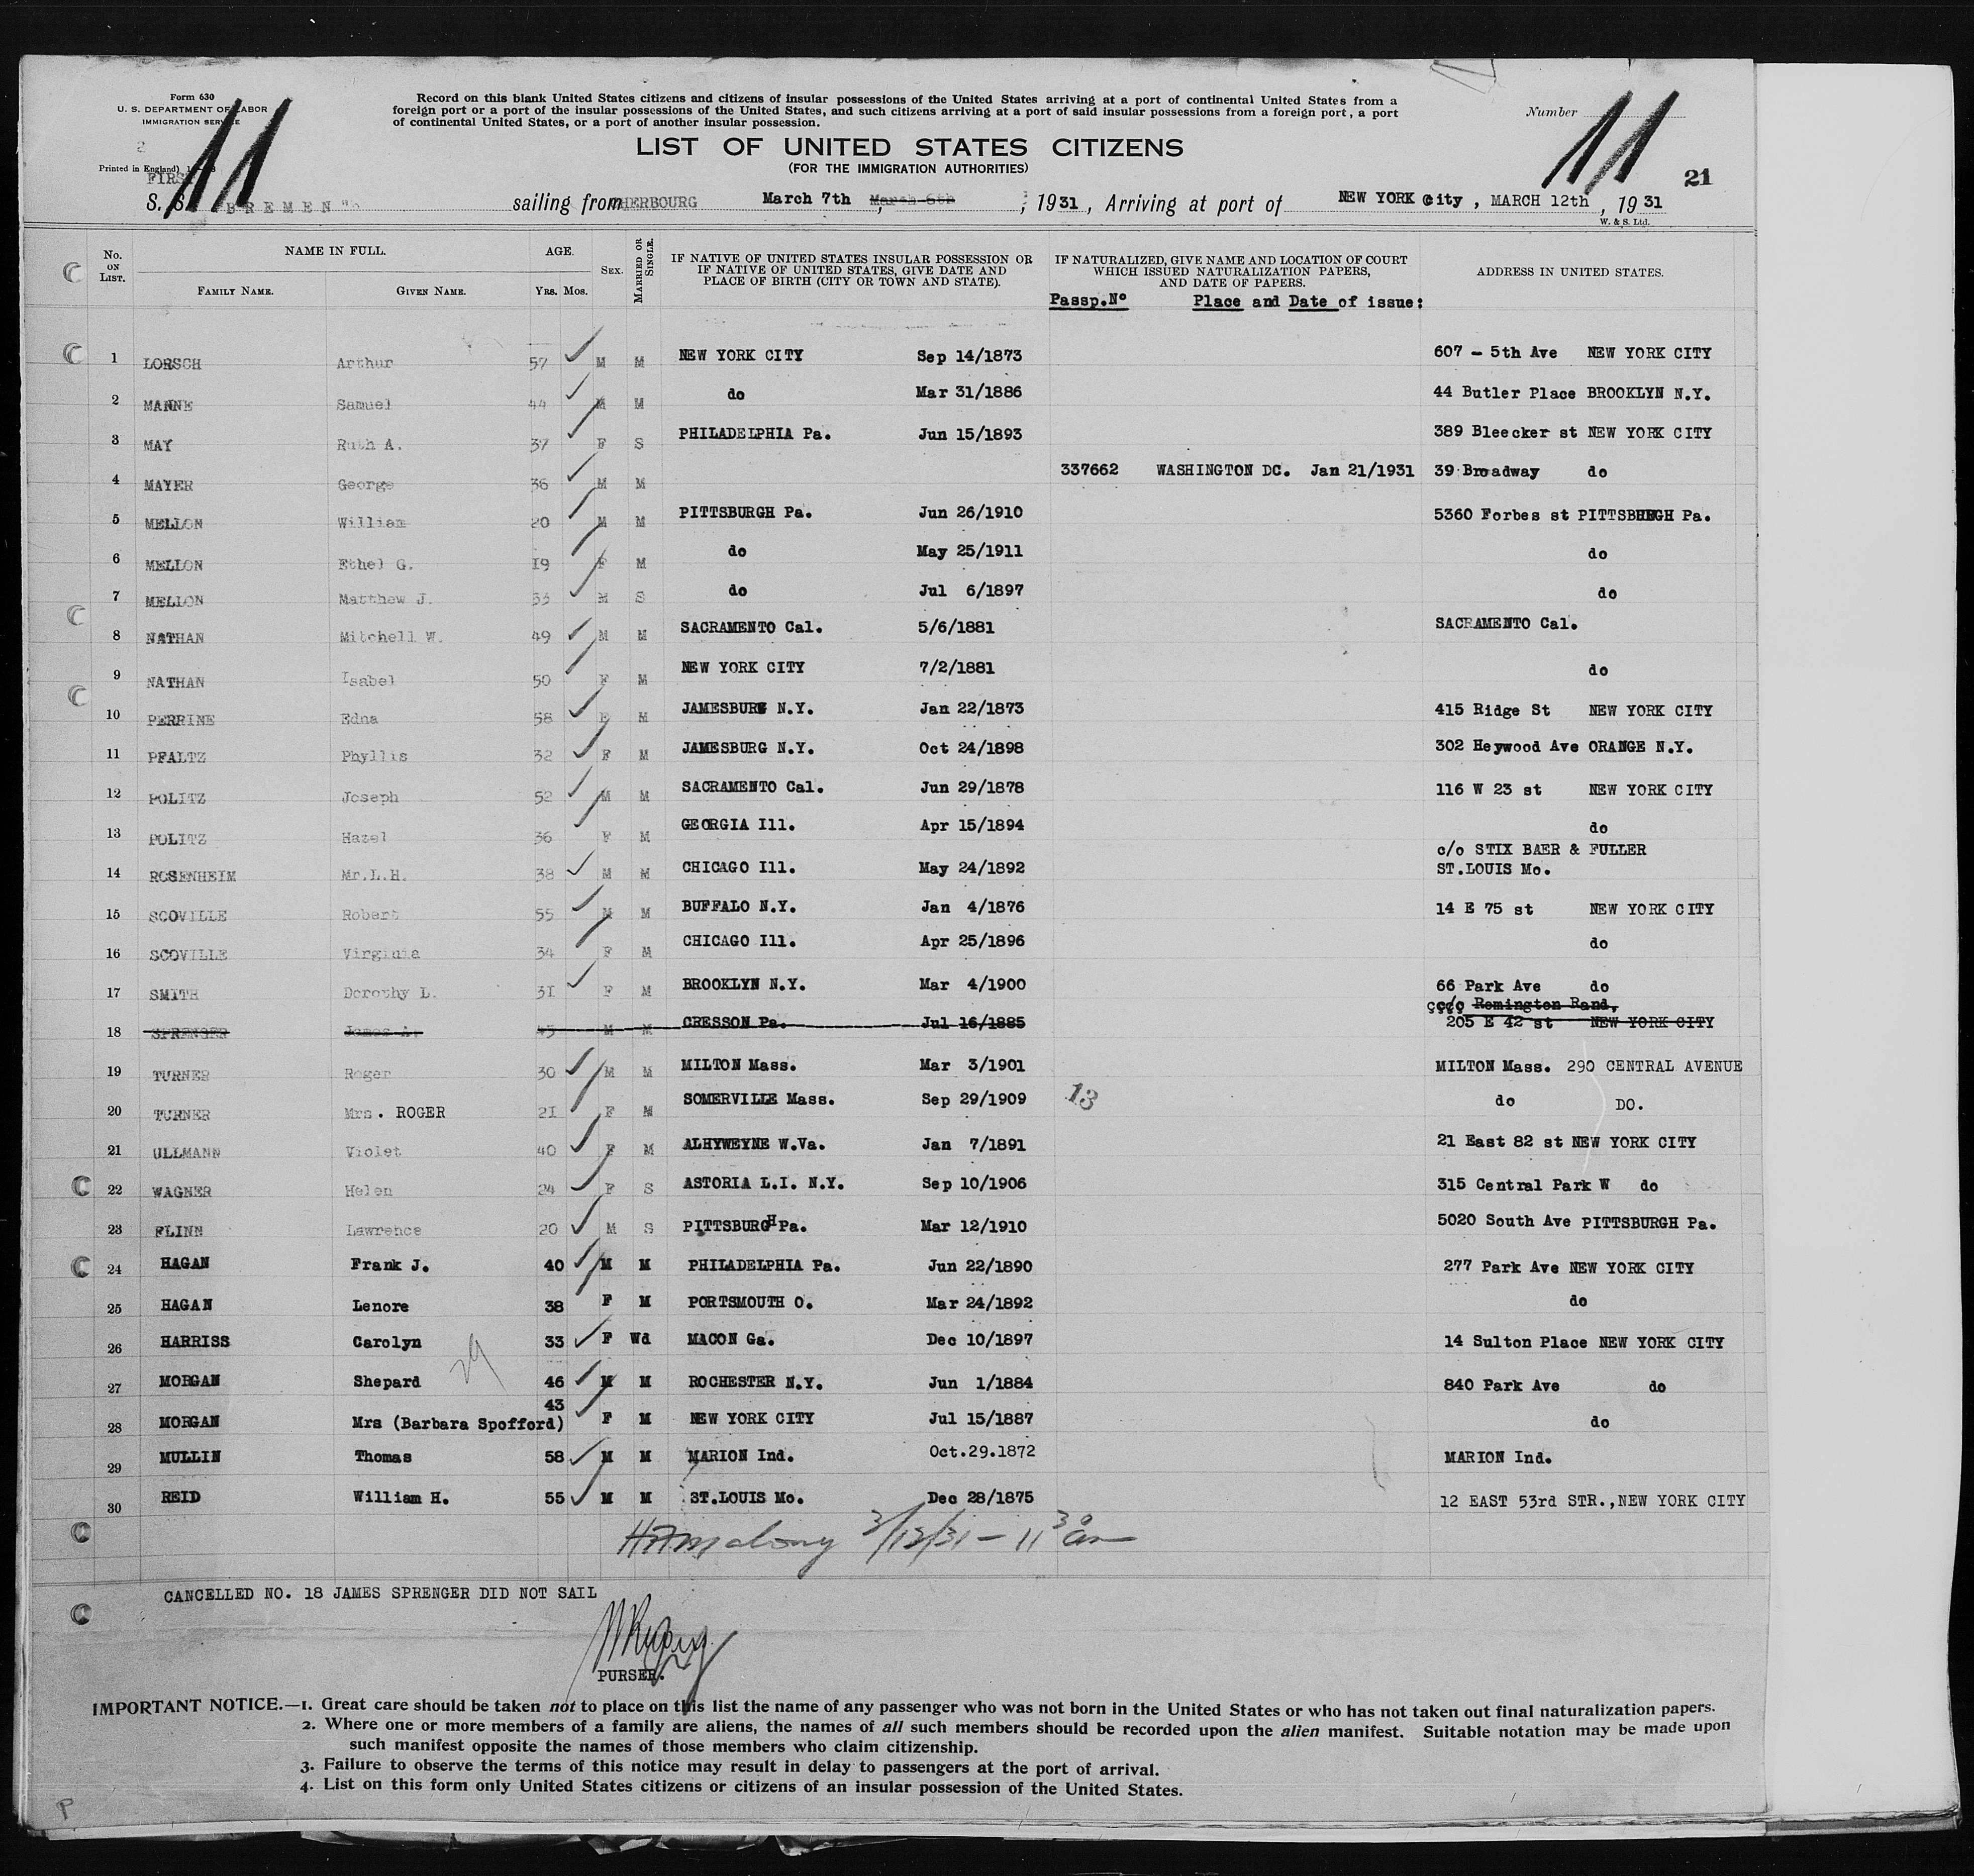 Form 630
U. S. DEPARTMENT OF LABOR
IMMIGRATION SERVICE
Printed in England)
Record on this blank United States citizens and citizens of insular possessions of the United States arriving at a port of continental United States from a
foreign port or a port of the insular possessions of the United States, and such citizens arriving at a port of said insular possessions from a foreign port, a port
of continental United States, or a port of another insular possession.
Number
11
11
21
LIST OF UNITED STATES CITIZENS
(FOR THE IMMIGRATION AUTHORITIES)
FIRST
S. S. "BREMEN" sailing from CHERBOURG March 7th March 6th, 1931, Arriving at port of NEW YORK City, MARCH 12th, 1931
W. & S. Ltd.
No. ON LIST. NAME IN FULL. FAMILY NAME. GIVEN NAME. AGE. YRS. MOS. SEX. MARRIED OR SINGLE.
IF NATIVE OF UNITED STATES INSULAR POSSESSION OR
IF NATIVE OF UNITED STATES, GIVE DATE AND
PLACE OF BIRTH (CITY OR TOWN AND STATE).
IF NATURALIZED, GIVE NAME AND LOCATION OF COURT
WHICH ISSUED NATURALIZATION PAPERS,
AND DATE OF PAPERS.
Passp.No Place and Date of issue:
ADDRESS IN UNITED STATES.
1 LORSCH Arthur 57 M M NEW YORK CITY Sep 14/1873 607 - 5th Ave NEW YORK CITY
2 MANNE Samuel 44 M M do Mar 31/1886 44 Butler Place BROOKLYN N.Y.
3 MAY Ruth A. 37 F S PHILADELPHIA Pa. Jun 15/1893 389 Bleecker st NEW YORK CITY
4 MAYER George 36 M M 337662 WASHINGTON DC. Jan 21/1931 39 Broadway do
5 MELLON William 20 M M PITTSBURGH Pa. Jun 26/1910 5360 Forbes st PITTSBURGH Pa.
6 MELLON Ethel G. 19 F M do May 25/1911 do
7 MELLON Matthew J. 33 M S do Jul 6/1897 do
8 NATHAN Mitchell W. 49 M M SACRAMENTO Cal. 5/6/1881 SACRAMENTO Cal.
9 NATHAN Isabel 50 F M NEW YORK CITY 7/2/1881 do
10 PERRINE Edna 58 F M JAMESBURG N.Y. Jan 22/1873 415 Ridge St NEW YORK CITY
11 PFALTZ Phyllis 32 F M JAMESBURG N.Y. Oct 24/1898 302 Heywood Ave ORANGE N.Y.
12 POLITZ Joseph 52 M M SACRAMENTO Cal. Jun 29/1878 116 W 23 st NEW YORK CITY
13 POLITZ Hazel 36 F M GEORGIA Ill. Apr 15/1894 do
c/o STIX BAER & FULLER
14 ROSENHEIM Mr.L.H. 38 M M CHICAGO Ill. May 24/1892 ST.LOUIS Mo.
15 SCOVILLE Robert 55 M M BUFFALO N.Y. Jan 4/1876 14 E 75 st NEW YORK CITY
16 SCOVILLE Virginia 34 F M CHICAGO Ill. Apr 25/1896 do
17 SMITH Dorothy L. 31 F M BROOKLYN N.Y. Mar 4/1900 66 Park Ave do
c/o Remington Rand,
18 SPRENGER James A. 45 M M CRESSON Pa. Jul 16/1885 205 E 42 st NEW YORK CITY
19 TURNER Roger 30 M M MILTON Mass. Mar 3/1901 MILTON Mass. 290 CENTRAL AVENUE
20 TURNER Mrs. ROGER 21 F M SOMERVILLE Mass. Sep 29/1909 13 do DO.
21 ULLMANN Violet 40 F M ALHYWEYNE W.Va. Jan 7/1891 21 East 82 st NEW YORK CITY
22 WAGNER Helen 24 F S ASTORIA L.I. N.Y. Sep 10/1906 315 Central Park W do
23 FLINN Lawrence 20 M S PITTSBURGH Pa. Mar 12/1910 5020 South Ave PITTSBURGH Pa.
24 HAGAN Frank J. 40 M M PHILADELPHIA Pa. Jun 22/1890 277 Park Ave NEW YORK CITY
25 HAGAN Lenore 38 F M PORTSMOUTH O. Mar 24/1892 do
26 HARRISS Carolyn 33 F Wd MACON Ga. Dec 10/1897 14 Sulton Place NEW YORK CITY
29
27 MORGAN Shepard 46 M M ROCHESTER N.Y. Jun 1/1884 840 Park Ave do
28 MORGAN Mrs (Barbara Spofford) 43 F M NEW YORK CITY Jul 15/1887 do
29 MULLIN Thomas 58 M M MARION Ind. Oct.29.1872 MARION Ind.
30 REID William H. 55 M M ST.LOUIS Mo. Dec 28/1875 12 EAST 53rd STR.,NEW YORK CITY
3/12/31 - 11 30 am
CANCELLED NO. 18 JAMES SPRENGER DID NOT SAIL
PURSER.
IMPORTANT NOTICE.—1. Great care should be taken not to place on this list the name of any passenger who was not born in the United States or who has not taken out final naturalization papers.
2. Where one or more members of a family are aliens, the names of all such members should be recorded upon the alien manifest. Suitable notation may be made upon
such manifest opposite the names of those members who claim citizenship.
3. Failure to observe the terms of this notice may result in delay to passengers at the port of arrival.
4. List on this form only United States citizens or citizens of an insular possession of the United States.
P